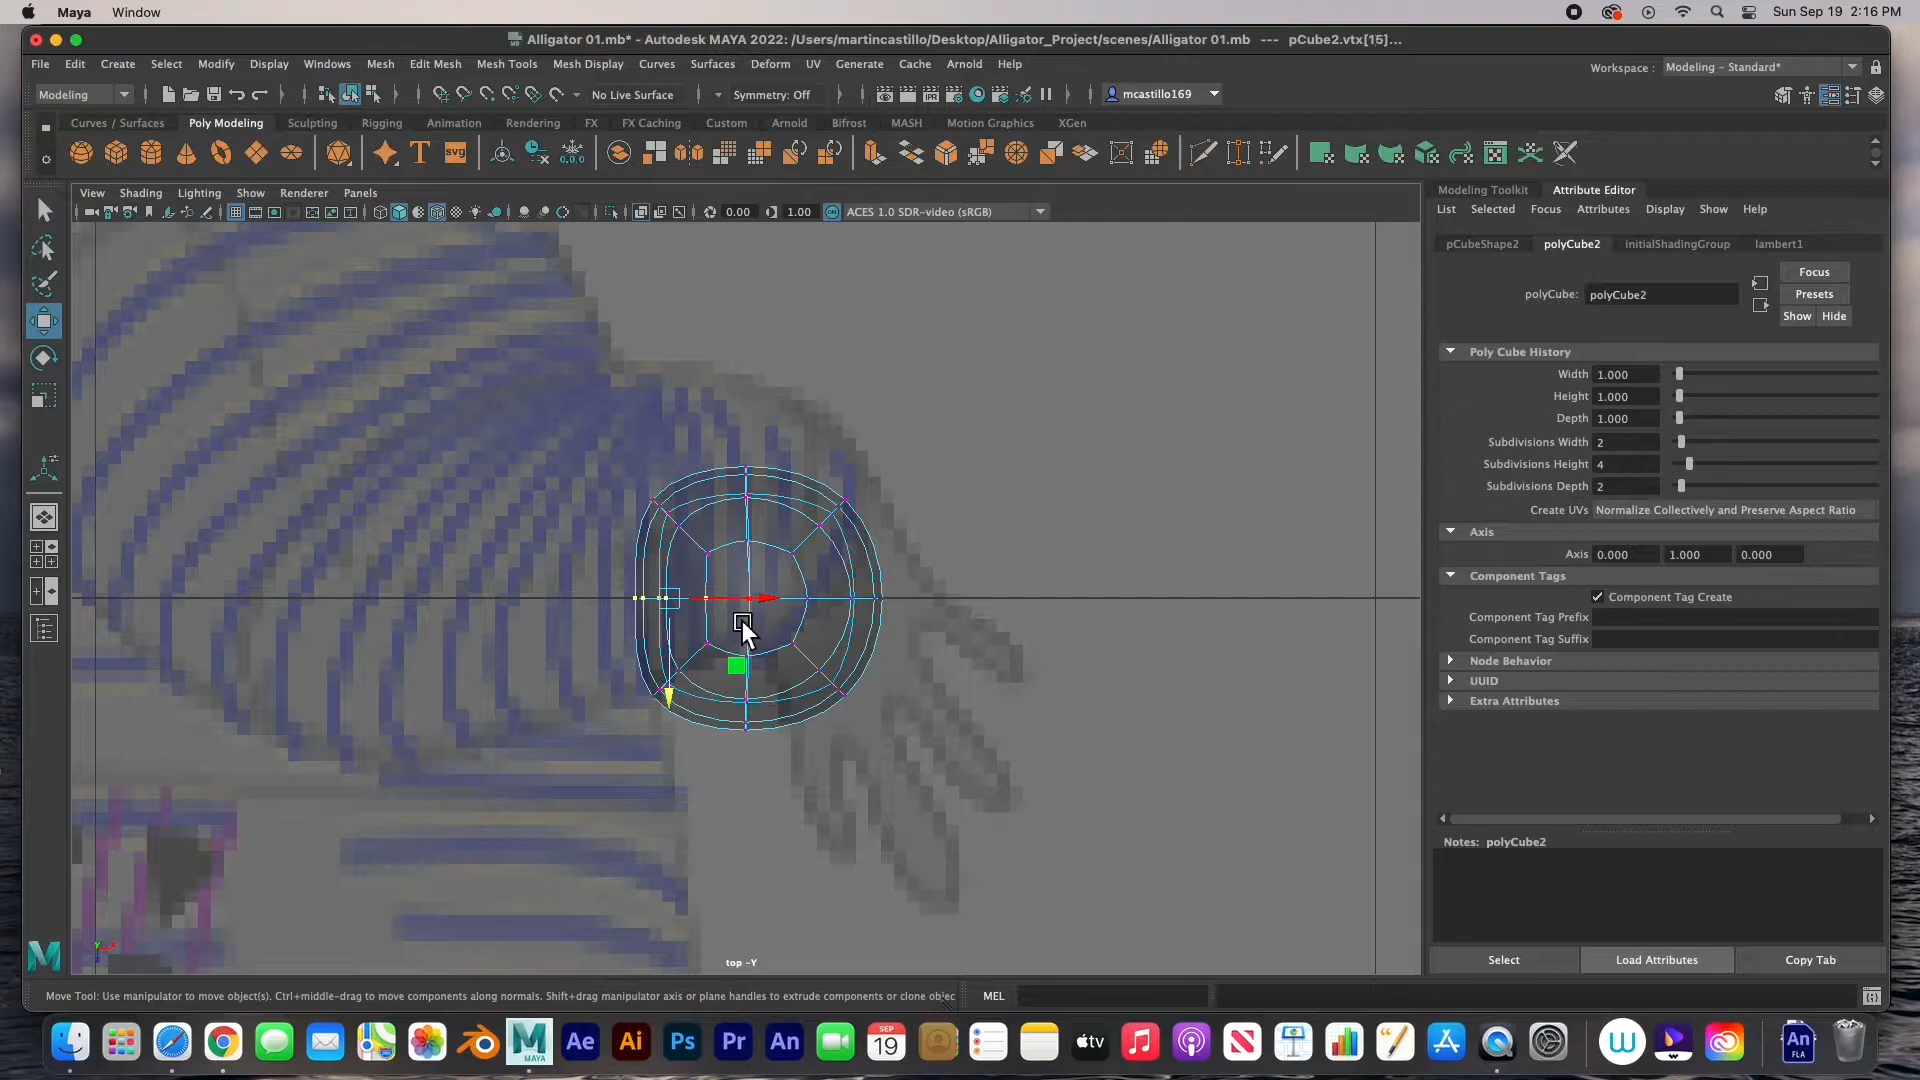 Maya Window Sun Sep 19 2:16 PM
Alligator 01.mb* - Autodesk MAYA 2022: /Users/martincastillo/Desktop/Alligator_Project/scenes/Alligator 01.mb --- pCube2.vtx[15]...
File Edit Create Select Modify Display Windows Mesh Edit Mesh Mesh Tools Mesh Display Curves Surfaces Deform UV Generate Cache Arnold Help Workspace : Modeling - Standard*
Modeling No Live Surface Symmetry: Off IPR mcastillo169
Curves / Surfaces Poly Modeling Sculpting Rigging Animation Rendering FX FX Caching Custom Arnold Bifrost MASH Motion Graphics XGen
T svg 0,0,0
View Shading Lighting Show Renderer Panels
0.00 1.00 ON ACES 1.0 SDR-video (sRGB)
top -Y
Modeling Toolkit Attribute Editor
List Selected Focus Attributes Display Show Help
pCubeShape2 polyCube2 initialShadingGroup lambert1
Focus
polyCube: polyCube2 Presets
Show Hide
Poly Cube History
Width 1.000
Height 1.000
Depth 1.000
Subdivisions Width 2
Subdivisions Height 4
Subdivisions Depth 2
Create UVs Normalize Collectively and Preserve Aspect Ratio
Axis
Axis 0.000 1.000 0.000
Component Tags
Component Tag Create
Component Tag Prefix
Component Tag Suffix
Node Behavior
UUID
Extra Attributes
Notes: polyCube2
Select Load Attributes Copy Tab
Move Tool: Use manipulator to move object(s). Ctrl+middle-drag to move components along normals. Shift+drag manipulator axis or plane handles to extrude components or clone objec MEL
MAYA Ae Ai Ps Pr An SEP 19 tv W An FLA